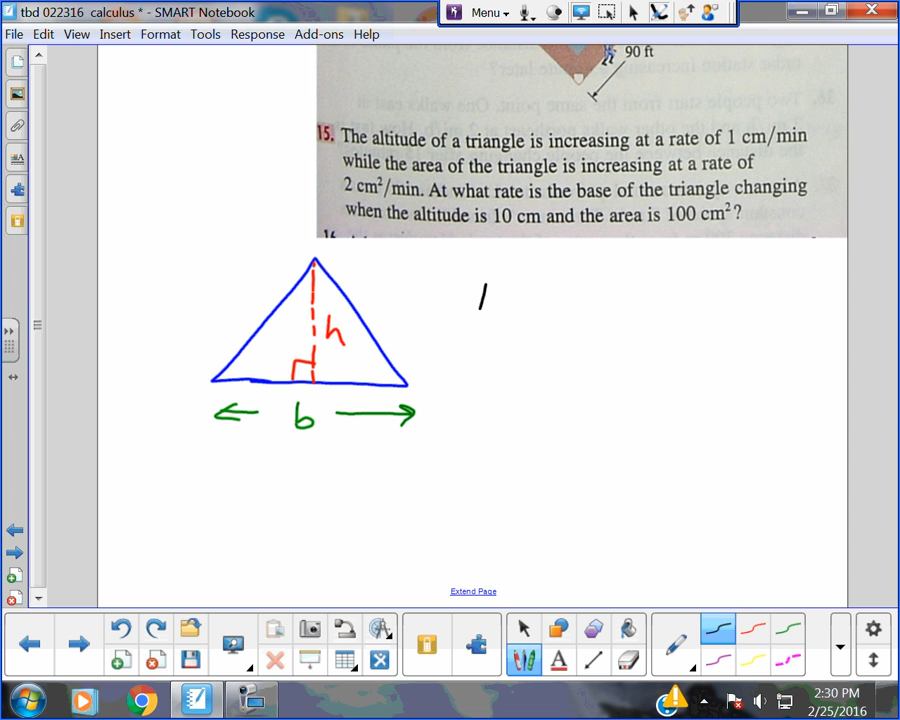 tbd 022316 calculus * - SMART Notebook
Menu
File Edit View Insert Format Tools Response Add-ons Help
90 ft
15. The altitude of a triangle is increasing at a rate of 1 cm/min
while the area of the triangle is increasing at a rate of
2 cm²/min. At what rate is the base of the triangle changing
when the altitude is 10 cm and the area is 100 cm²?
h
b
Extend Page
2:30 PM
2/25/2016